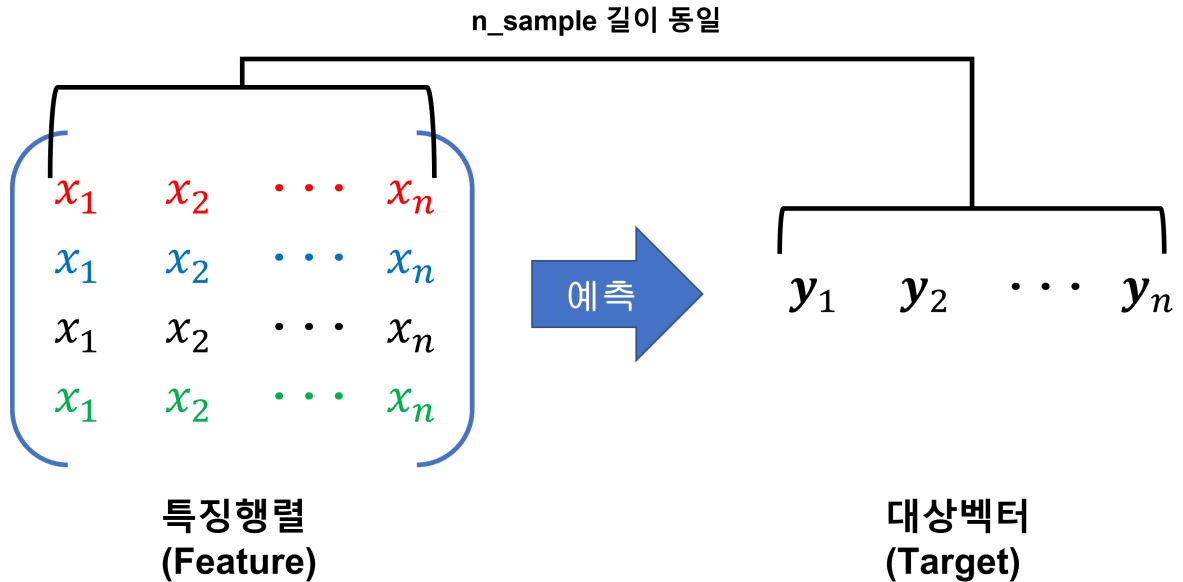 n_sample 길이 동일
x₁ x₂ ··· xₙ
x₁ x₂ ··· xₙ
x₁ x₂ ··· xₙ
x₁ x₂ ··· xₙ
예측
y₁ y₂ ··· yₙ
특징행렬
(Feature)
대상벡터
(Target)